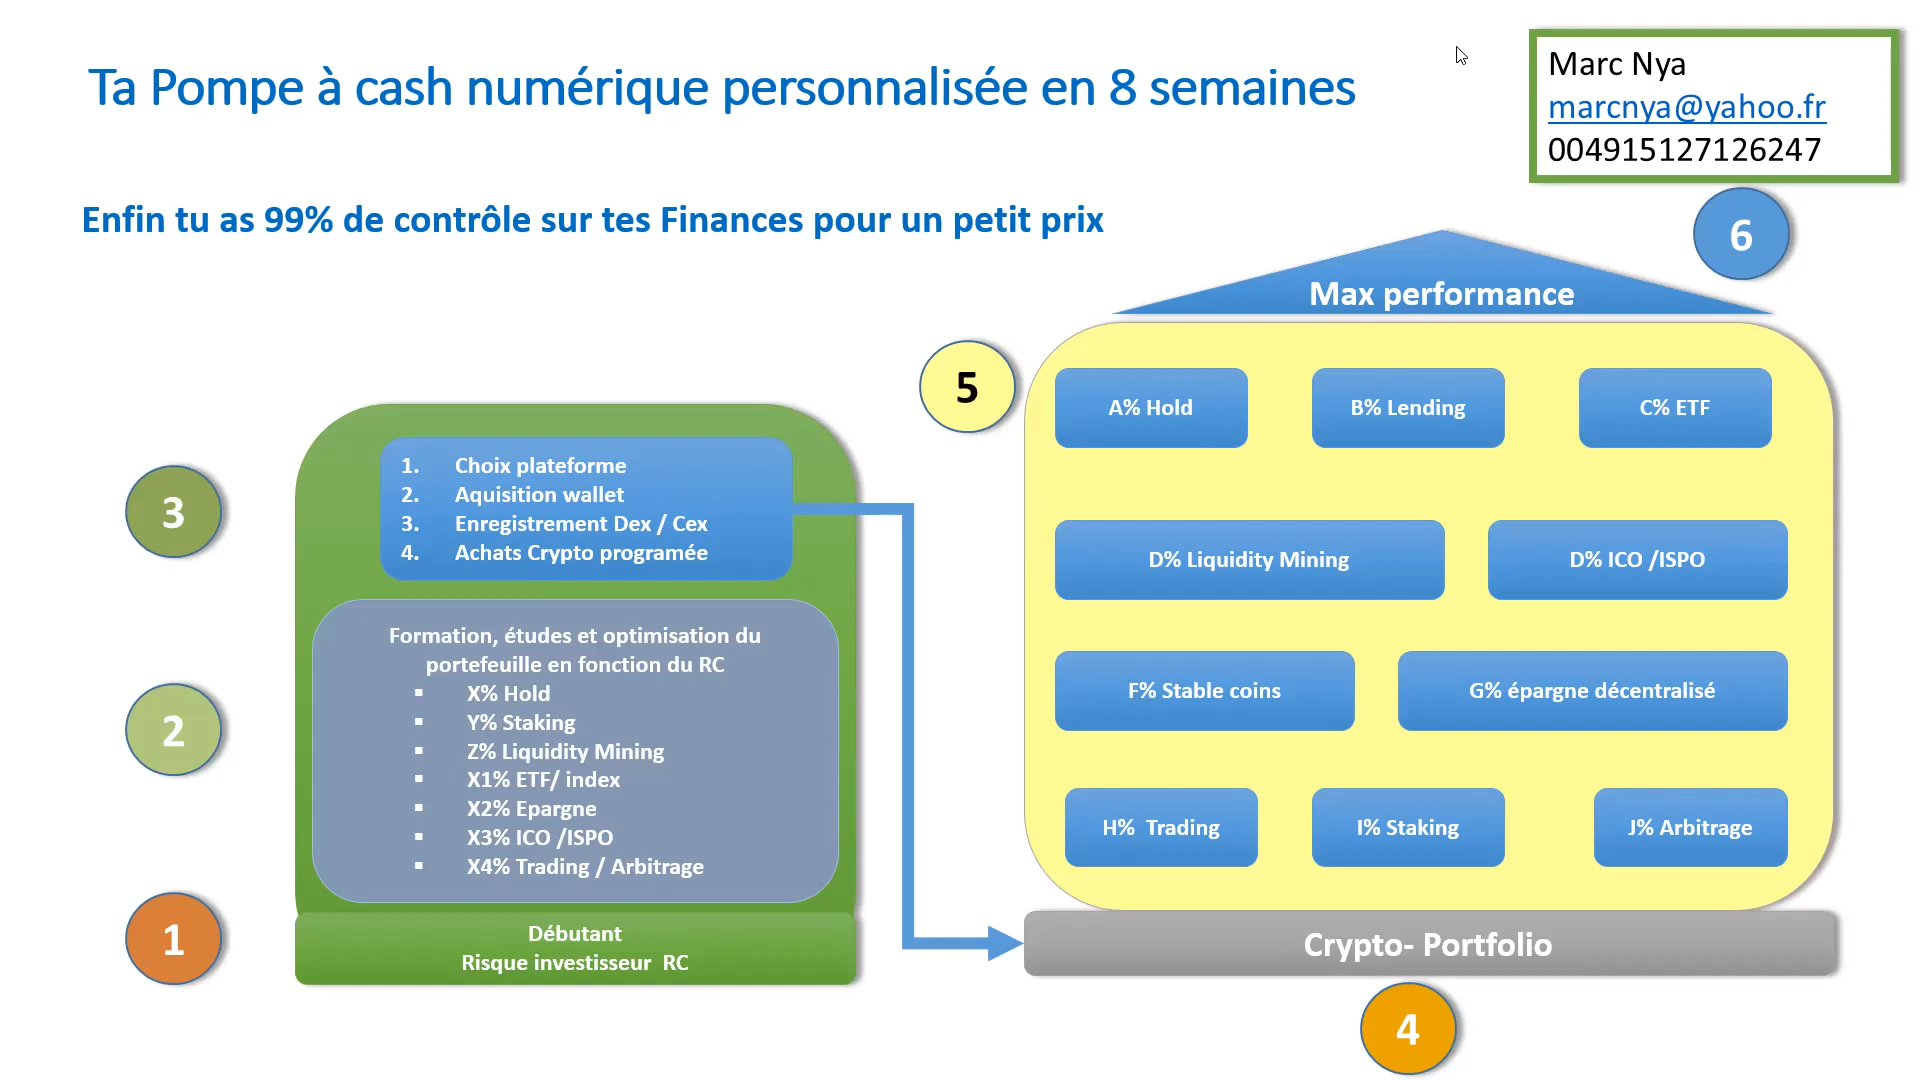 Ta Pompe à cash numérique personnalisée en 8 semaines
Marc Nya
marcnya@yahoo.fr
004915127126247
Enfin tu as 99% de contrôle sur tes Finances pour un petit prix
6
Max performance
5
A% Hold
B% Lending
C% ETF
3
1. Choix plateforme
2. Aquisition wallet
3. Enregistrement Dex / Cex
4. Achats Crypto programée
D% Liquidity Mining
D% ICO /ISPO
2
Formation, études et optimisation du
portefeuille en fonction du RC
▪ X% Hold
▪ Y% Staking
▪ Z% Liquidity Mining
▪ X1% ETF/ index
▪ X2% Epargne
▪ X3% ICO /ISPO
▪ X4% Trading / Arbitrage
F% Stable coins
G% épargne décentralisé
H% Trading
I% Staking
J% Arbitrage
1
Débutant
Risque investisseur RC
Crypto- Portfolio
4